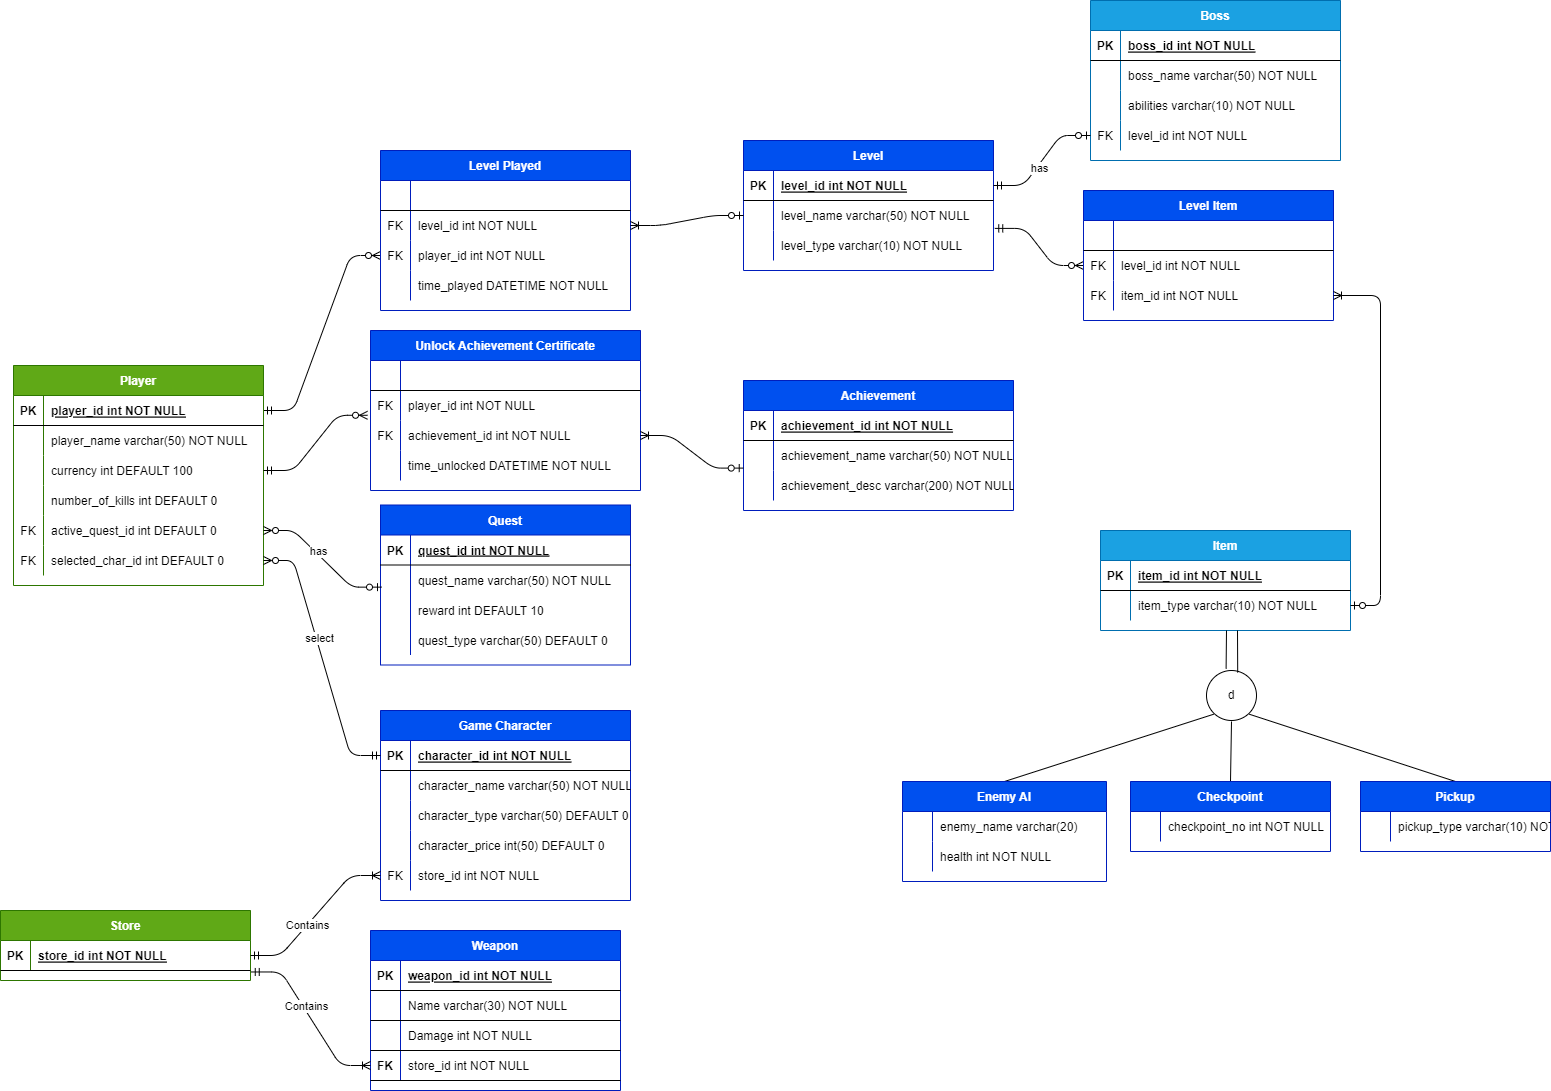 Boss
PK boss_id int NOT NULL
boss_name varchar(50) NOT NULL
abilities varchar(10) NOT NULL
FK level_id int NOT NULL
has
Level
PK level_id int NOT NULL
level_name varchar(50) NOT NULL
level_type varchar(10) NOT NULL
Level Played
FK level_id int NOT NULL
FK player_id int NOT NULL
time_played DATETIME NOT NULL
Level Item
FK level_id int NOT NULL
FK item_id int NOT NULL
Unlock Achievement Certificate
FK player_id int NOT NULL
FK achievement_id int NOT NULL
time_unlocked DATETIME NOT NULL
Player
PK player_id int NOT NULL
player_name varchar(50) NOT NULL
currency int DEFAULT 100
number_of_kills int DEFAULT 0
FK active_quest_id int DEFAULT 0
FK selected_char_id int DEFAULT 0
Achievement
PK achievement_id int NOT NULL
achievement_name varchar(50) NOT NULL
achievement_desc varchar(200) NOT NULL
has
Quest
PK quest_id int NOT NULL
quest_name varchar(50) NOT NULL
reward int DEFAULT 10
quest_type varchar(50) DEFAULT 0
select
Item
PK item_id int NOT NULL
item_type varchar(10) NOT NULL
d
Game Character
PK character_id int NOT NULL
character_name varchar(50) NOT NULL
character_type varchar(50) DEFAULT 0
character_price int(50) DEFAULT 0
FK store_id int NOT NULL
Enemy AI
enemy_name varchar(20)
health int NOT NULL
Checkpoint
checkpoint_no int NOT NULL
Pickup
pickup_type varchar(10) NO
Contains
Store
PK store_id int NOT NULL
Contains
Weapon
PK weapon_id int NOT NULL
Name varchar(30) NOT NULL
Damage int NOT NULL
FK store_id int NOT NULL